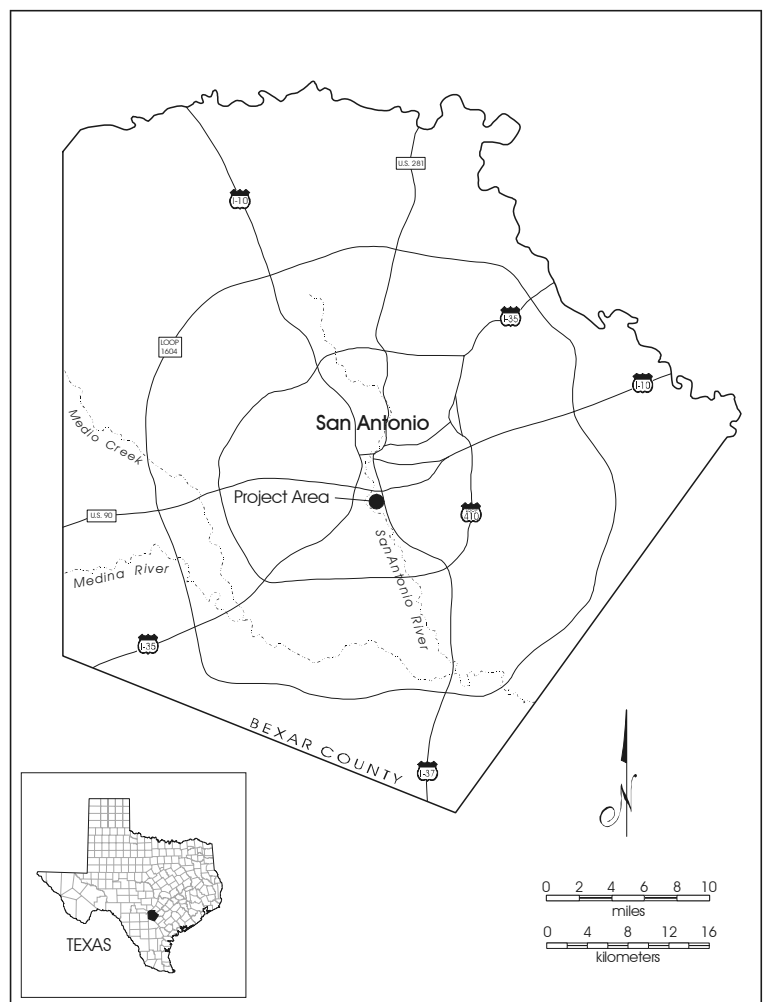 U.S. 281
I-10
I-35
LOOP
1604
I-10
Medio Creek
San Antonio
Project Area
410
U.S. 90
San Antonio River
Medina River
I-35
BEXAR COUNTY
I-37
N
TEXAS
0 2 4 6 8 10
miles
0 4 8 12 16
kilometers